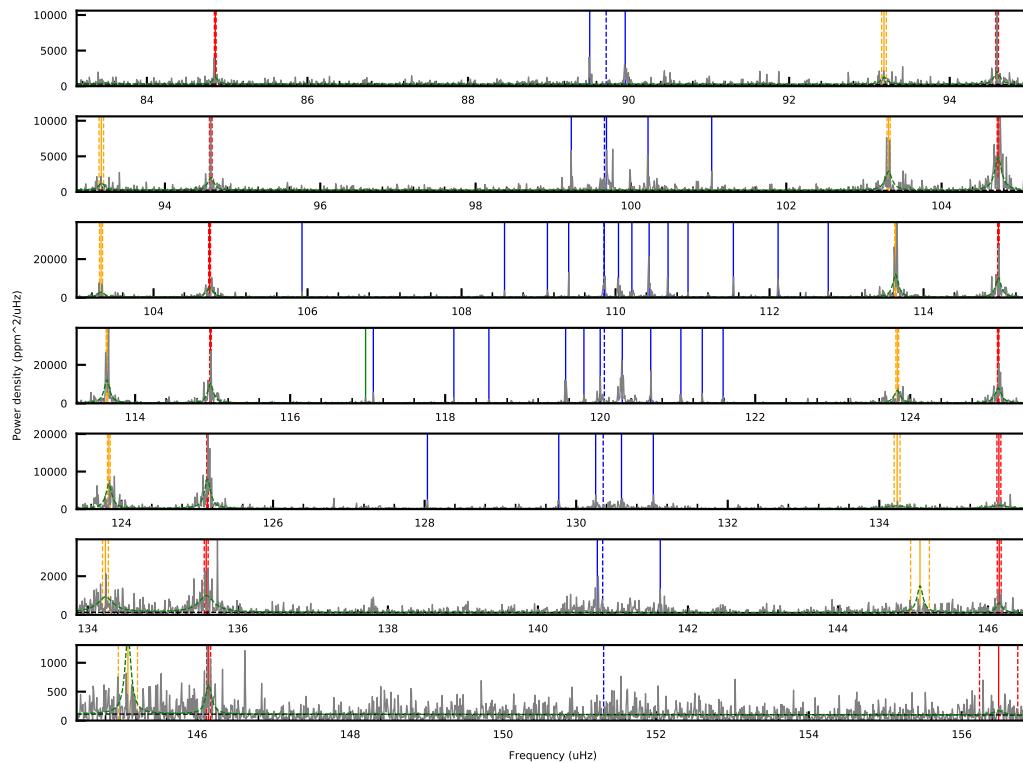 10000
5000
0
84 86 88 90 92 94
10000
5000
0
94 96 98 100 102 104
20000
0
104 106 108 110 112 114
20000
0
114 116 118 120 122 124
20000
10000
0
124 126 128 130 132 134
2000
0
134 136 138 140 142 144 146
1000
500
0
146 148 150 152 154 156
Power density (ppm^2/uHz)
Frequency (uHz)